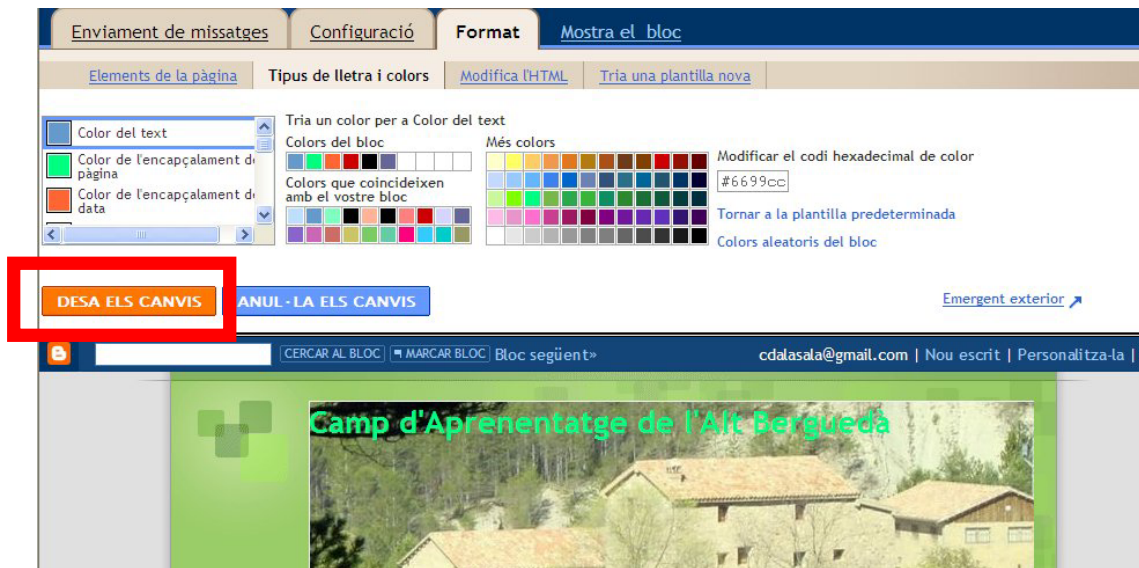 Enviament de missatges Configuració Format Mostra el bloc
Elements de la pàgina Tipus de lletra i colors Modifica l'HTML Tria una plantilla nova
Color del text
Color de l'encapçalament de
pàgina
Color de l'encapçalament de
data
Tria un color per a Color del text
Colors del bloc
Colors que coincideixen
amb el vostre bloc
Més colors
Modificar el codi hexadecimal de color
#6699cc
Tornar a la plantilla predeterminada
Colors aleatoris del bloc
DESA ELS CANVIS ANUL·LA ELS CANVIS Emergent exterior
CERCAR AL BLOC MARCAR BLOC Bloc següent» cdalasala@gmail.com | Nou escrit | Personalitza-la |
Camp d'Aprenentatge de l'Alt Berguedà